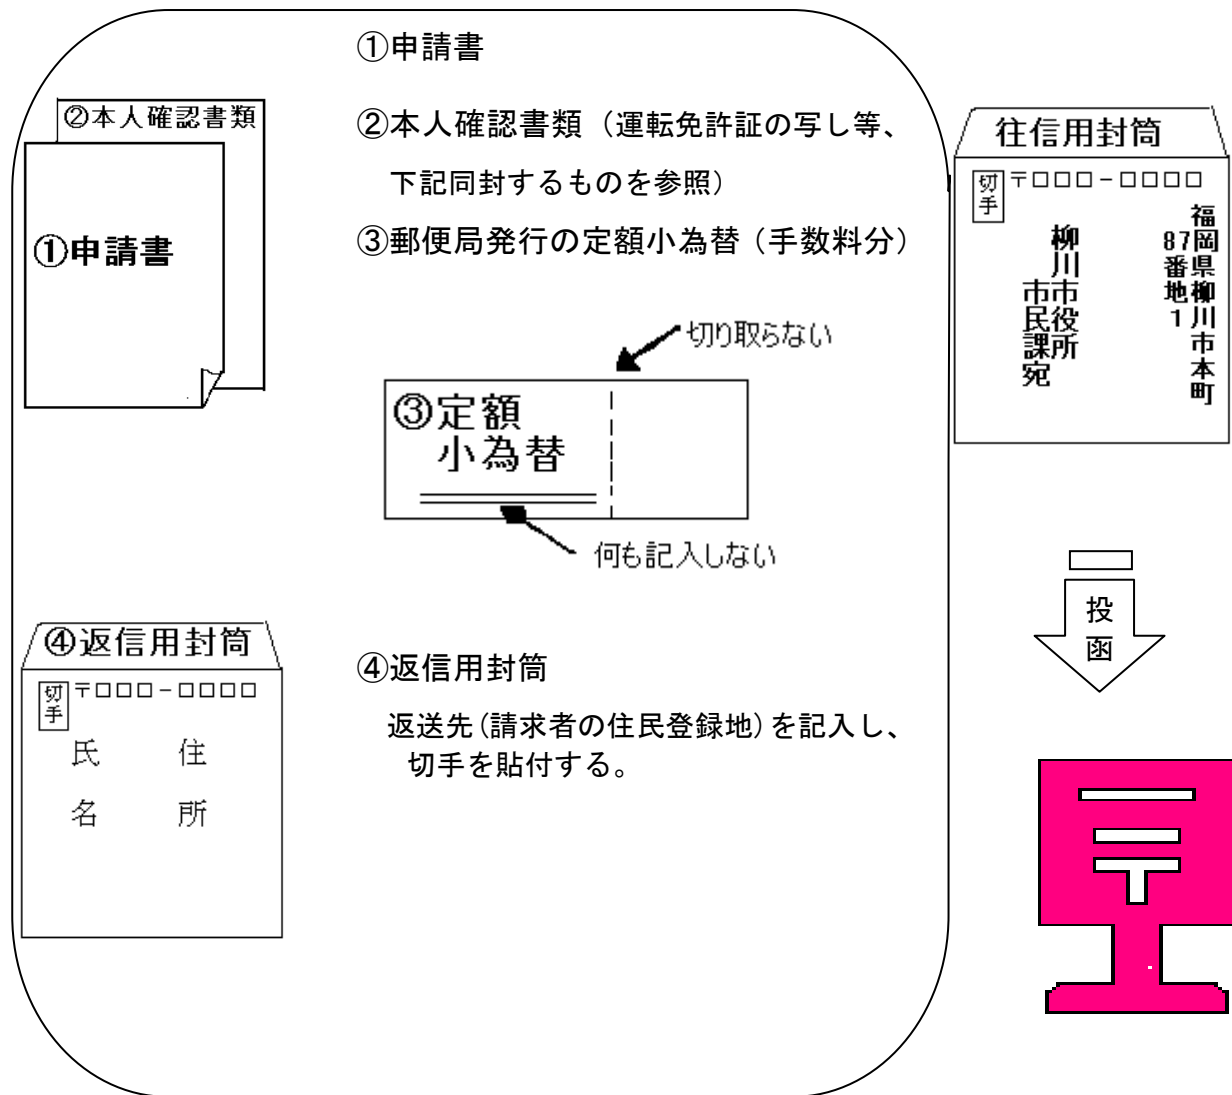 ①申請書
②本人確認書類（運転免許証の写し等、
下記同封するものを参照）
③郵便局発行の定額小為替（手数料分）
②本人確認書類
①申請書
切り取らない
③定額
小為替
何も記入しない
④返信用封筒
切手
〒□□□-□□□□
住所
氏名
④返信用封筒
返送先(請求者の住民登録地)を記入し、
切手を貼付する。
往信用封筒
切手
〒□□□-□□□□
福岡県柳川市本町
87番地1
柳川市役所
市民課宛
投函
〒